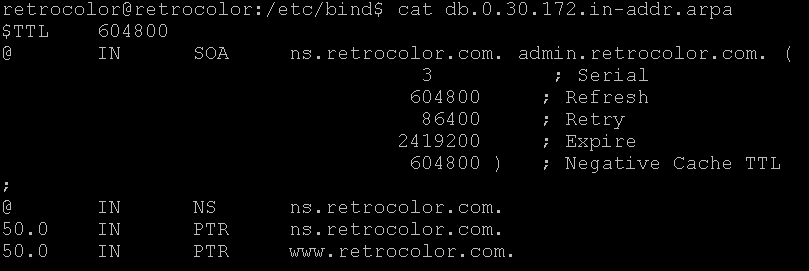 retrocolor@retrocolor:/etc/bind$ cat db.0.30.172.in-addr.arpa
$TTL    604800
@       IN      SOA     ns.retrocolor.com. admin.retrocolor.com. (
                              3         ; Serial
                         604800     ; Refresh
                          86400     ; Retry
                        2419200     ; Expire
                         604800 )   ; Negative Cache TTL
;
@       IN      NS      ns.retrocolor.com.
50.0    IN      PTR     ns.retrocolor.com.
50.0    IN      PTR     www.retrocolor.com.